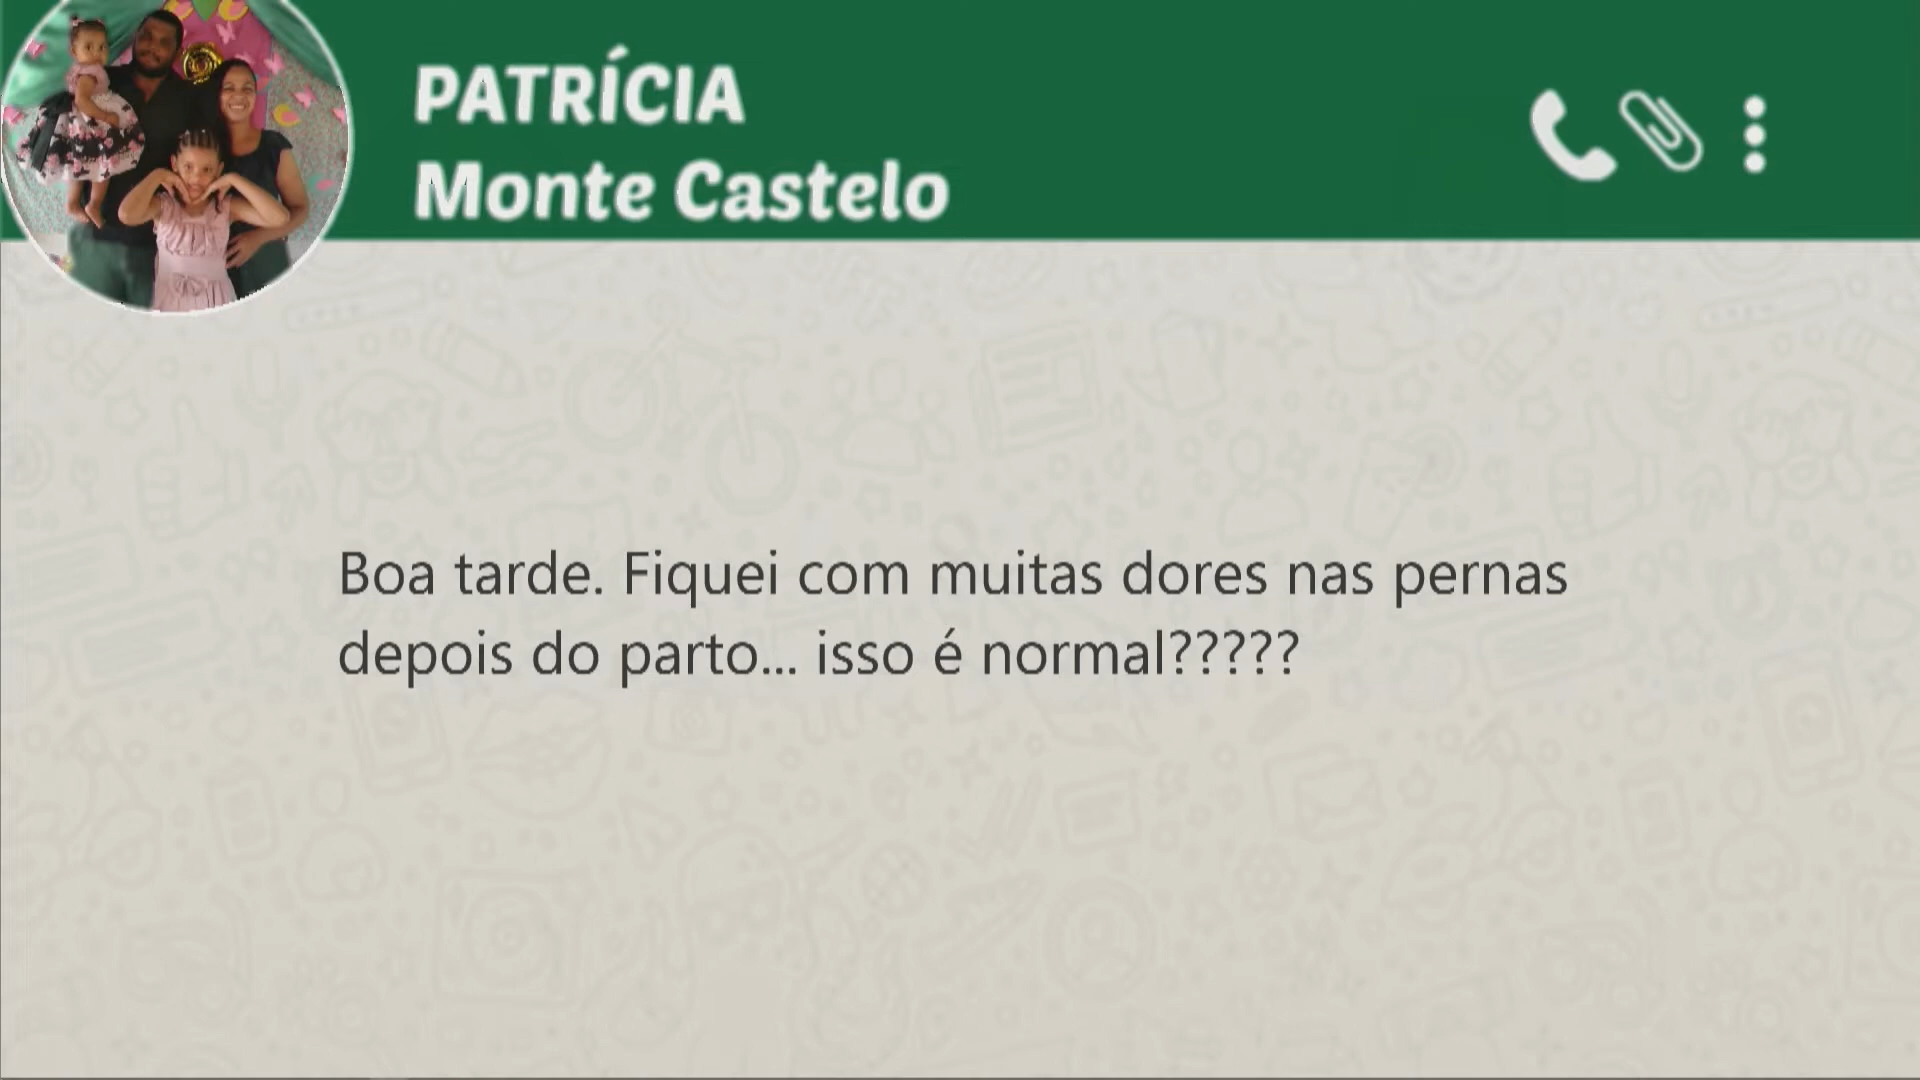 PATRÍCIA
Monte Castelo
Boa tarde. Fiquei com muitas dores nas pernas
depois do parto... isso é normal?????